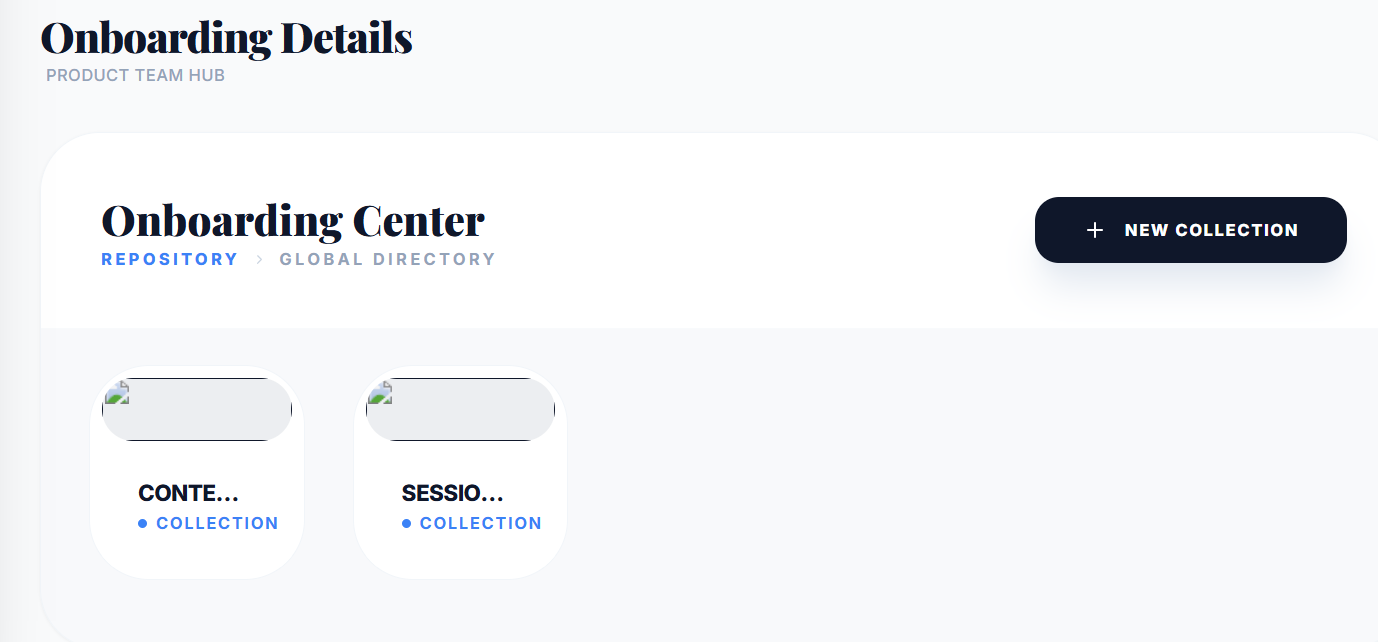 Onboarding Details
PRODUCT TEAM HUB
Onboarding Center
REPOSITORY > GLOBAL DIRECTORY
+ NEW COLLECTION
CONTE...
COLLECTION
SESSIO...
COLLECTION